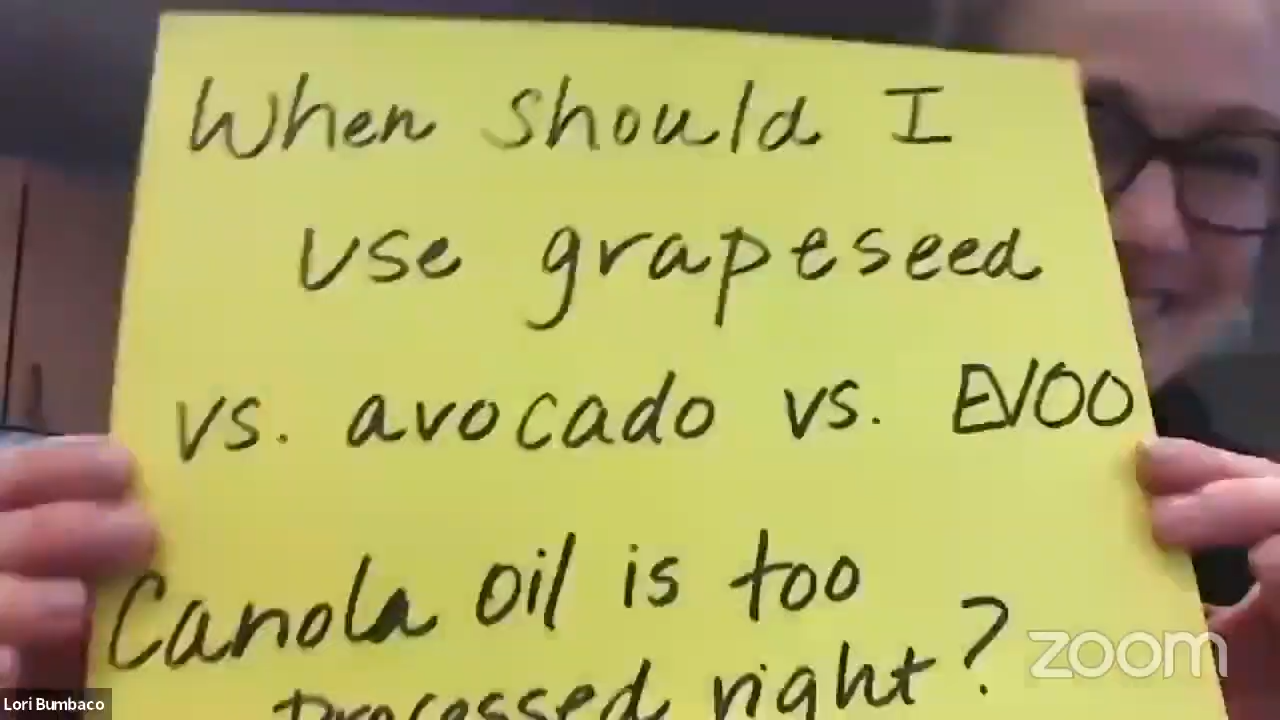 When should I
use grapeseed
vs. avocado vs. EVOO
Canola oil is too
processed right?
zoom
Lori Bumbaco